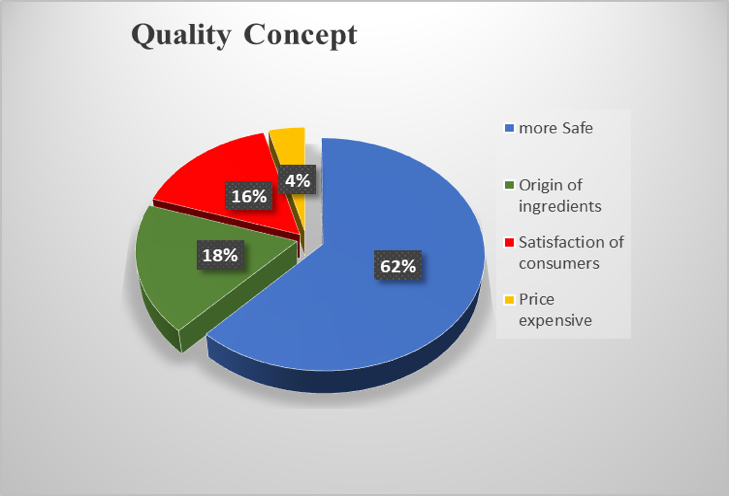 Quality Concept
more Safe
Origin of
ingredients
Satisfaction of
consumers
Price
expensive
4%
16%
18%
62%